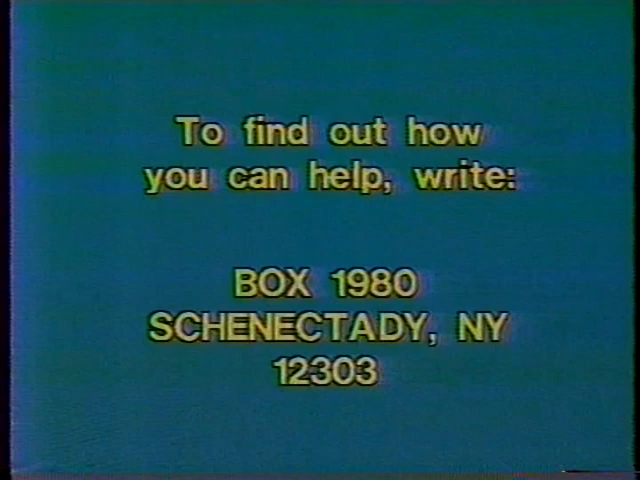 To find out how
you can help, write:
BOX 1980
SCHENECTADY, NY
12303